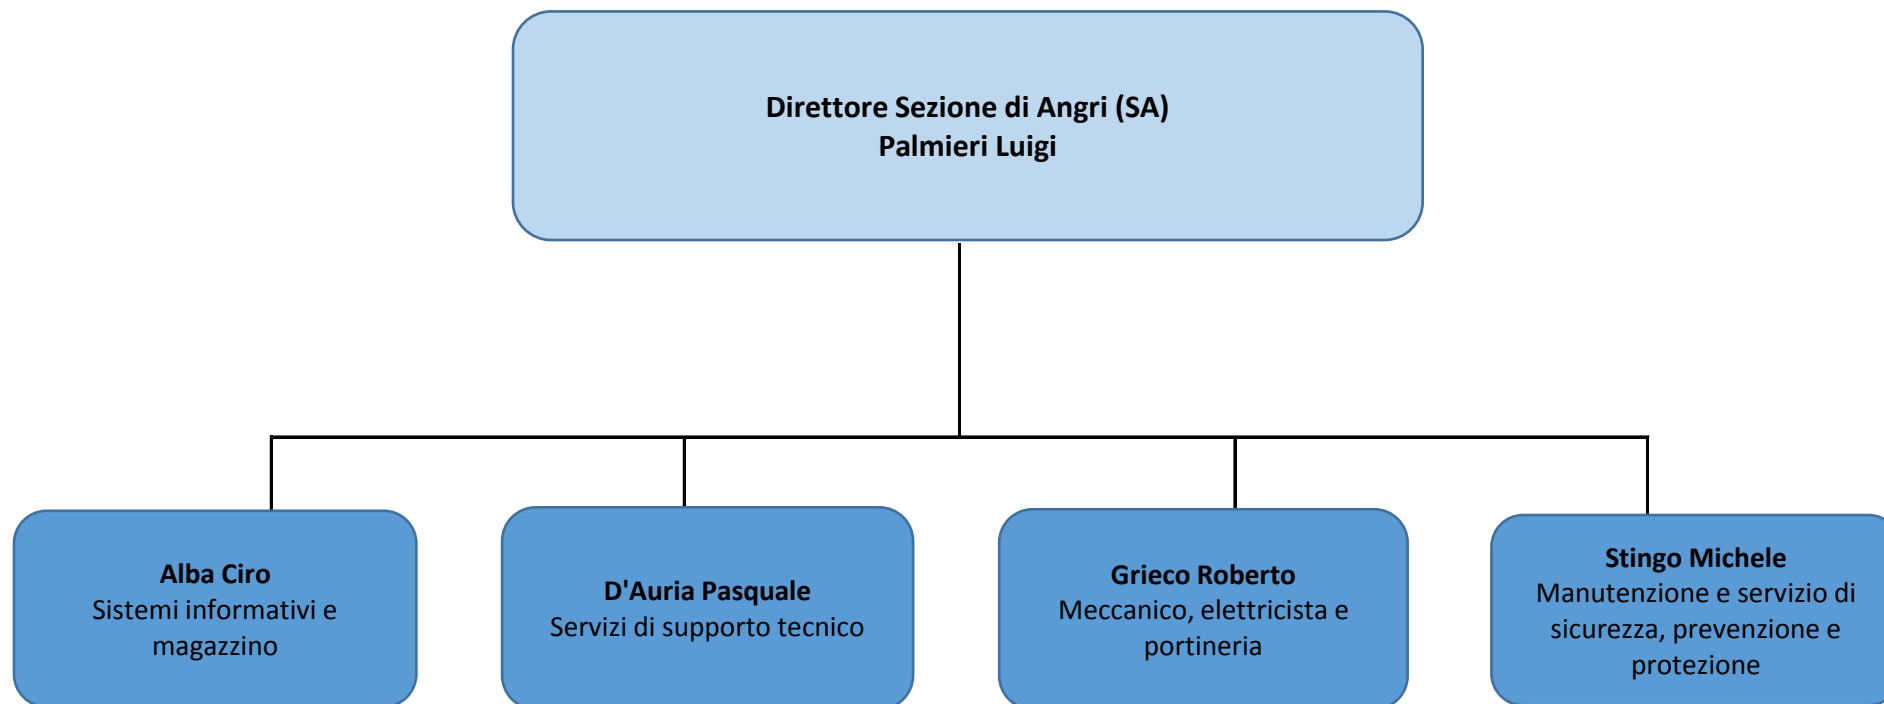 Direttore Sezione di Angri (SA)
Palmieri Luigi
Alba Ciro
Sistemi informativi e
magazzino
D'Auria Pasquale
Servizi di supporto tecnico
Grieco Roberto
Meccanico, elettricista e
portineria
Stingo Michele
Manutenzione e servizio di
sicurezza, prevenzione e
protezione